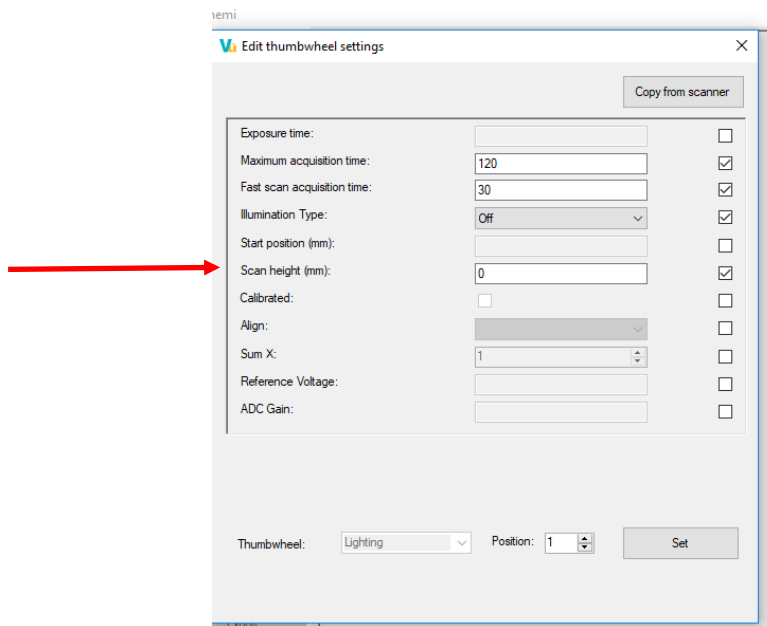 hemi
Edit thumbwheel settings
Copy from scanner
Exposure time:
Maximum acquisition time: 120
Fast scan acquisition time: 30
Illumination Type: Off
Start position (mm):
Scan height (mm): 0
Calibrated:
Align:
Sum X: 1
Reference Voltage:
ADC Gain:
Thumbwheel: Lighting Position: 1 Set